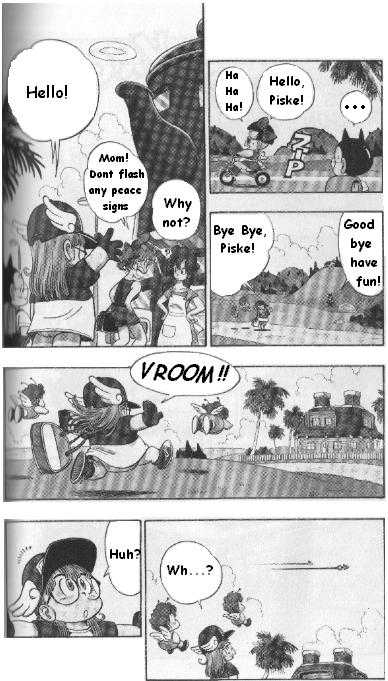 Hello!
Mom!
Dont flash
any peace
signs
Why
not?
Ha
Ha
Ha!
Hello,
Piske!
...
ZIP
Bye Bye,
Piske!
Good
bye
have
fun!
VROOM!!
Huh?
Wh...?